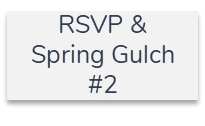 RSVP &
Spring Gulch
#2